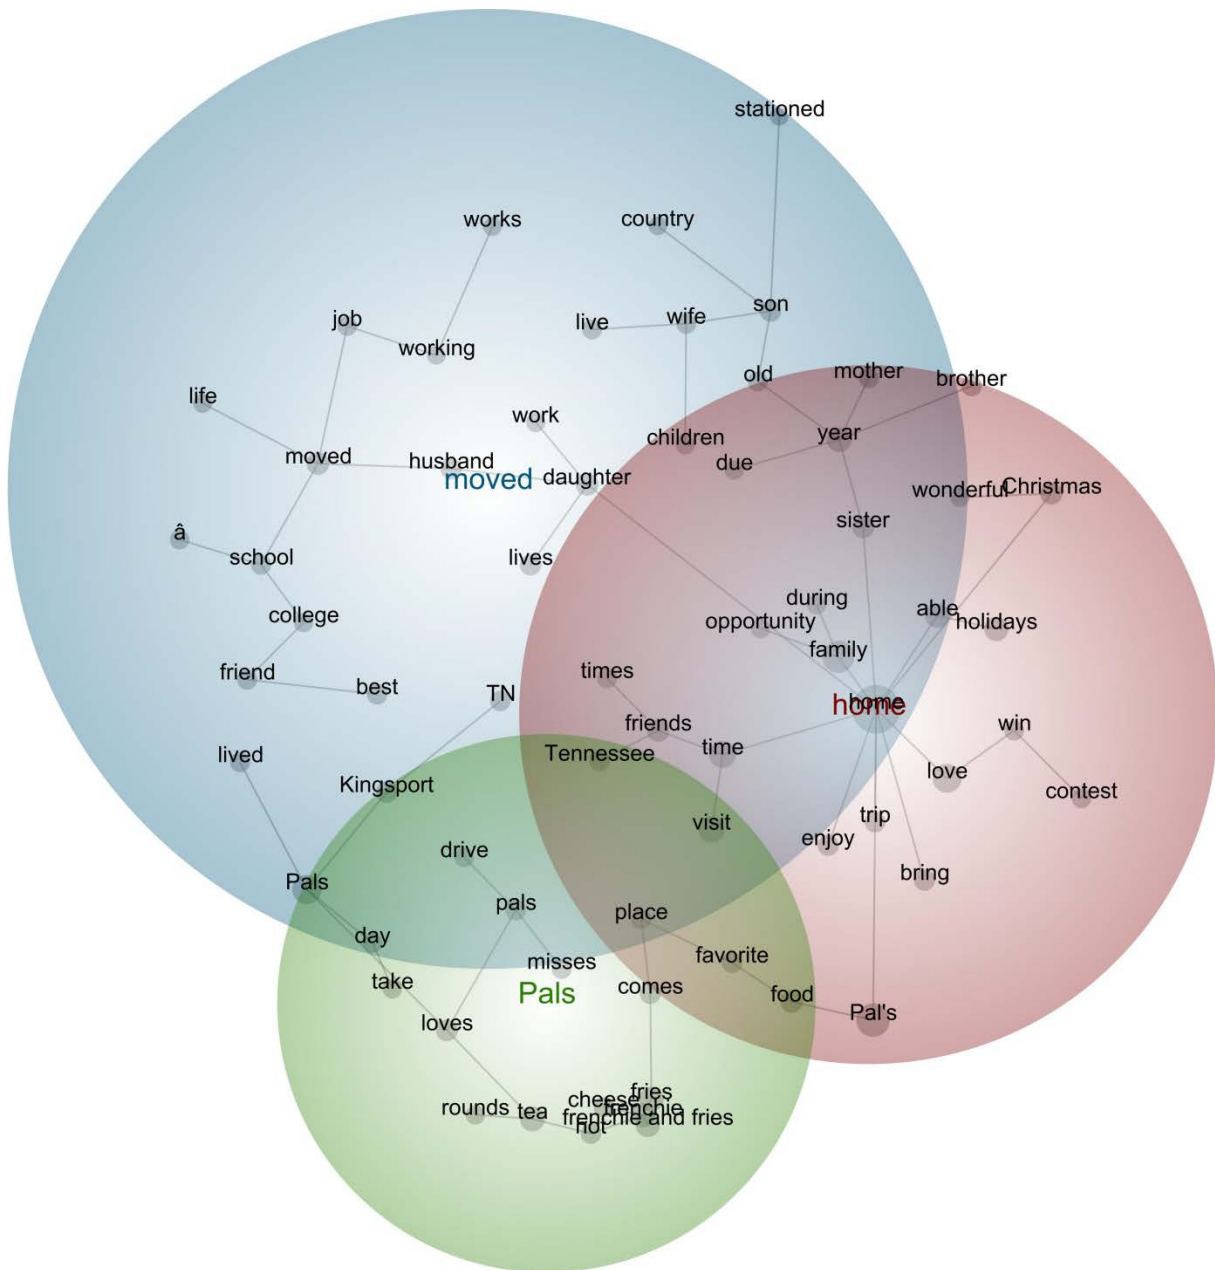 stationed
works
country
job
live
wife
son
working
life
old
mother
brother
work
children
year
moved
husband
due
moved
daughter
wonderful
Christmas
â
sister
school
lives
during
able
college
opportunity
holidays
family
friend
times
best
TN
home
home
friends
win
lived
Tennessee
time
Kingsport
love
contest
visit
trip
enjoy
drive
bring
Pals
pals
place
day
misses
favorite
take
comes
Pals
food
loves
Pal's
fries
cheese
rounds
tea
frenchie
frenchie and fries
hot